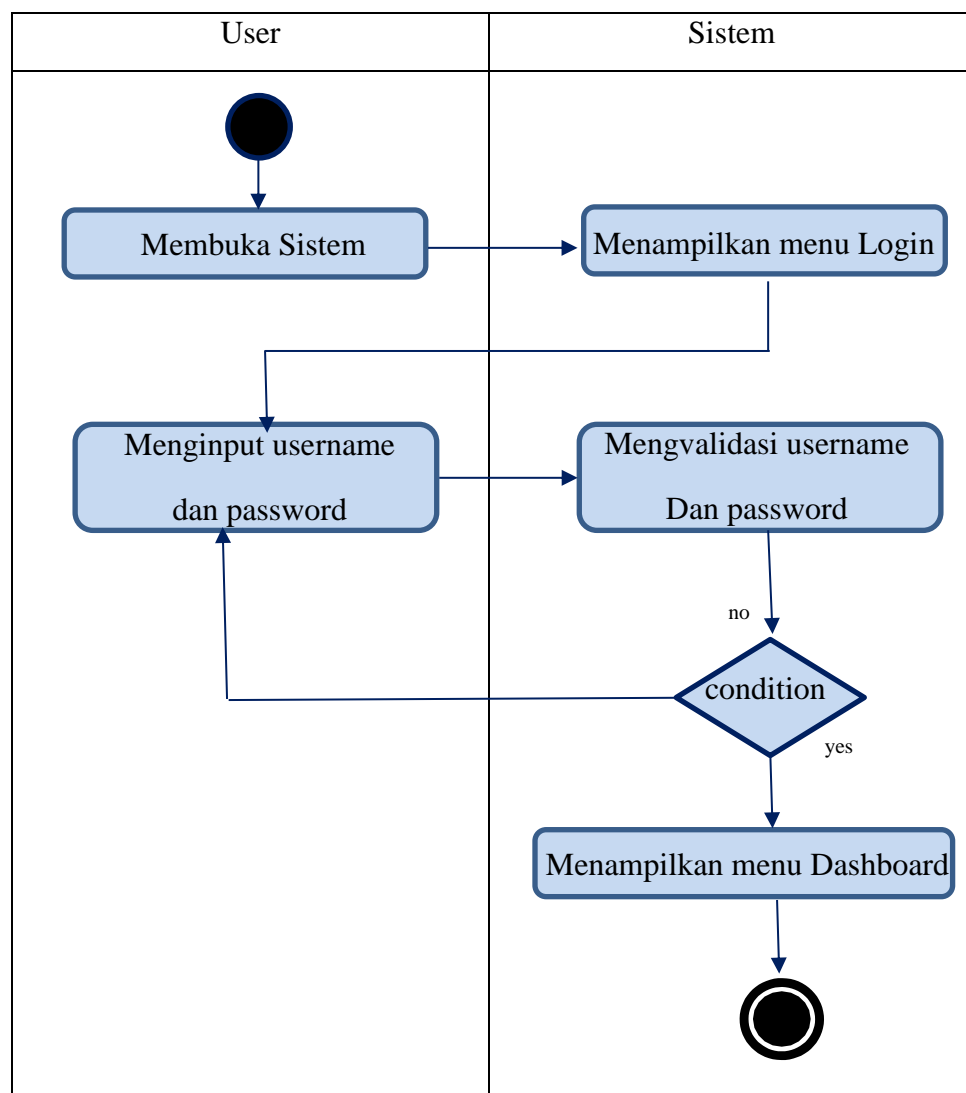 User
Sistem
Membuka Sistem
Menampilkan menu Login
Menginput username
dan password
Mengvalidasi username
Dan password
no
condition
yes
Menampilkan menu Dashboard